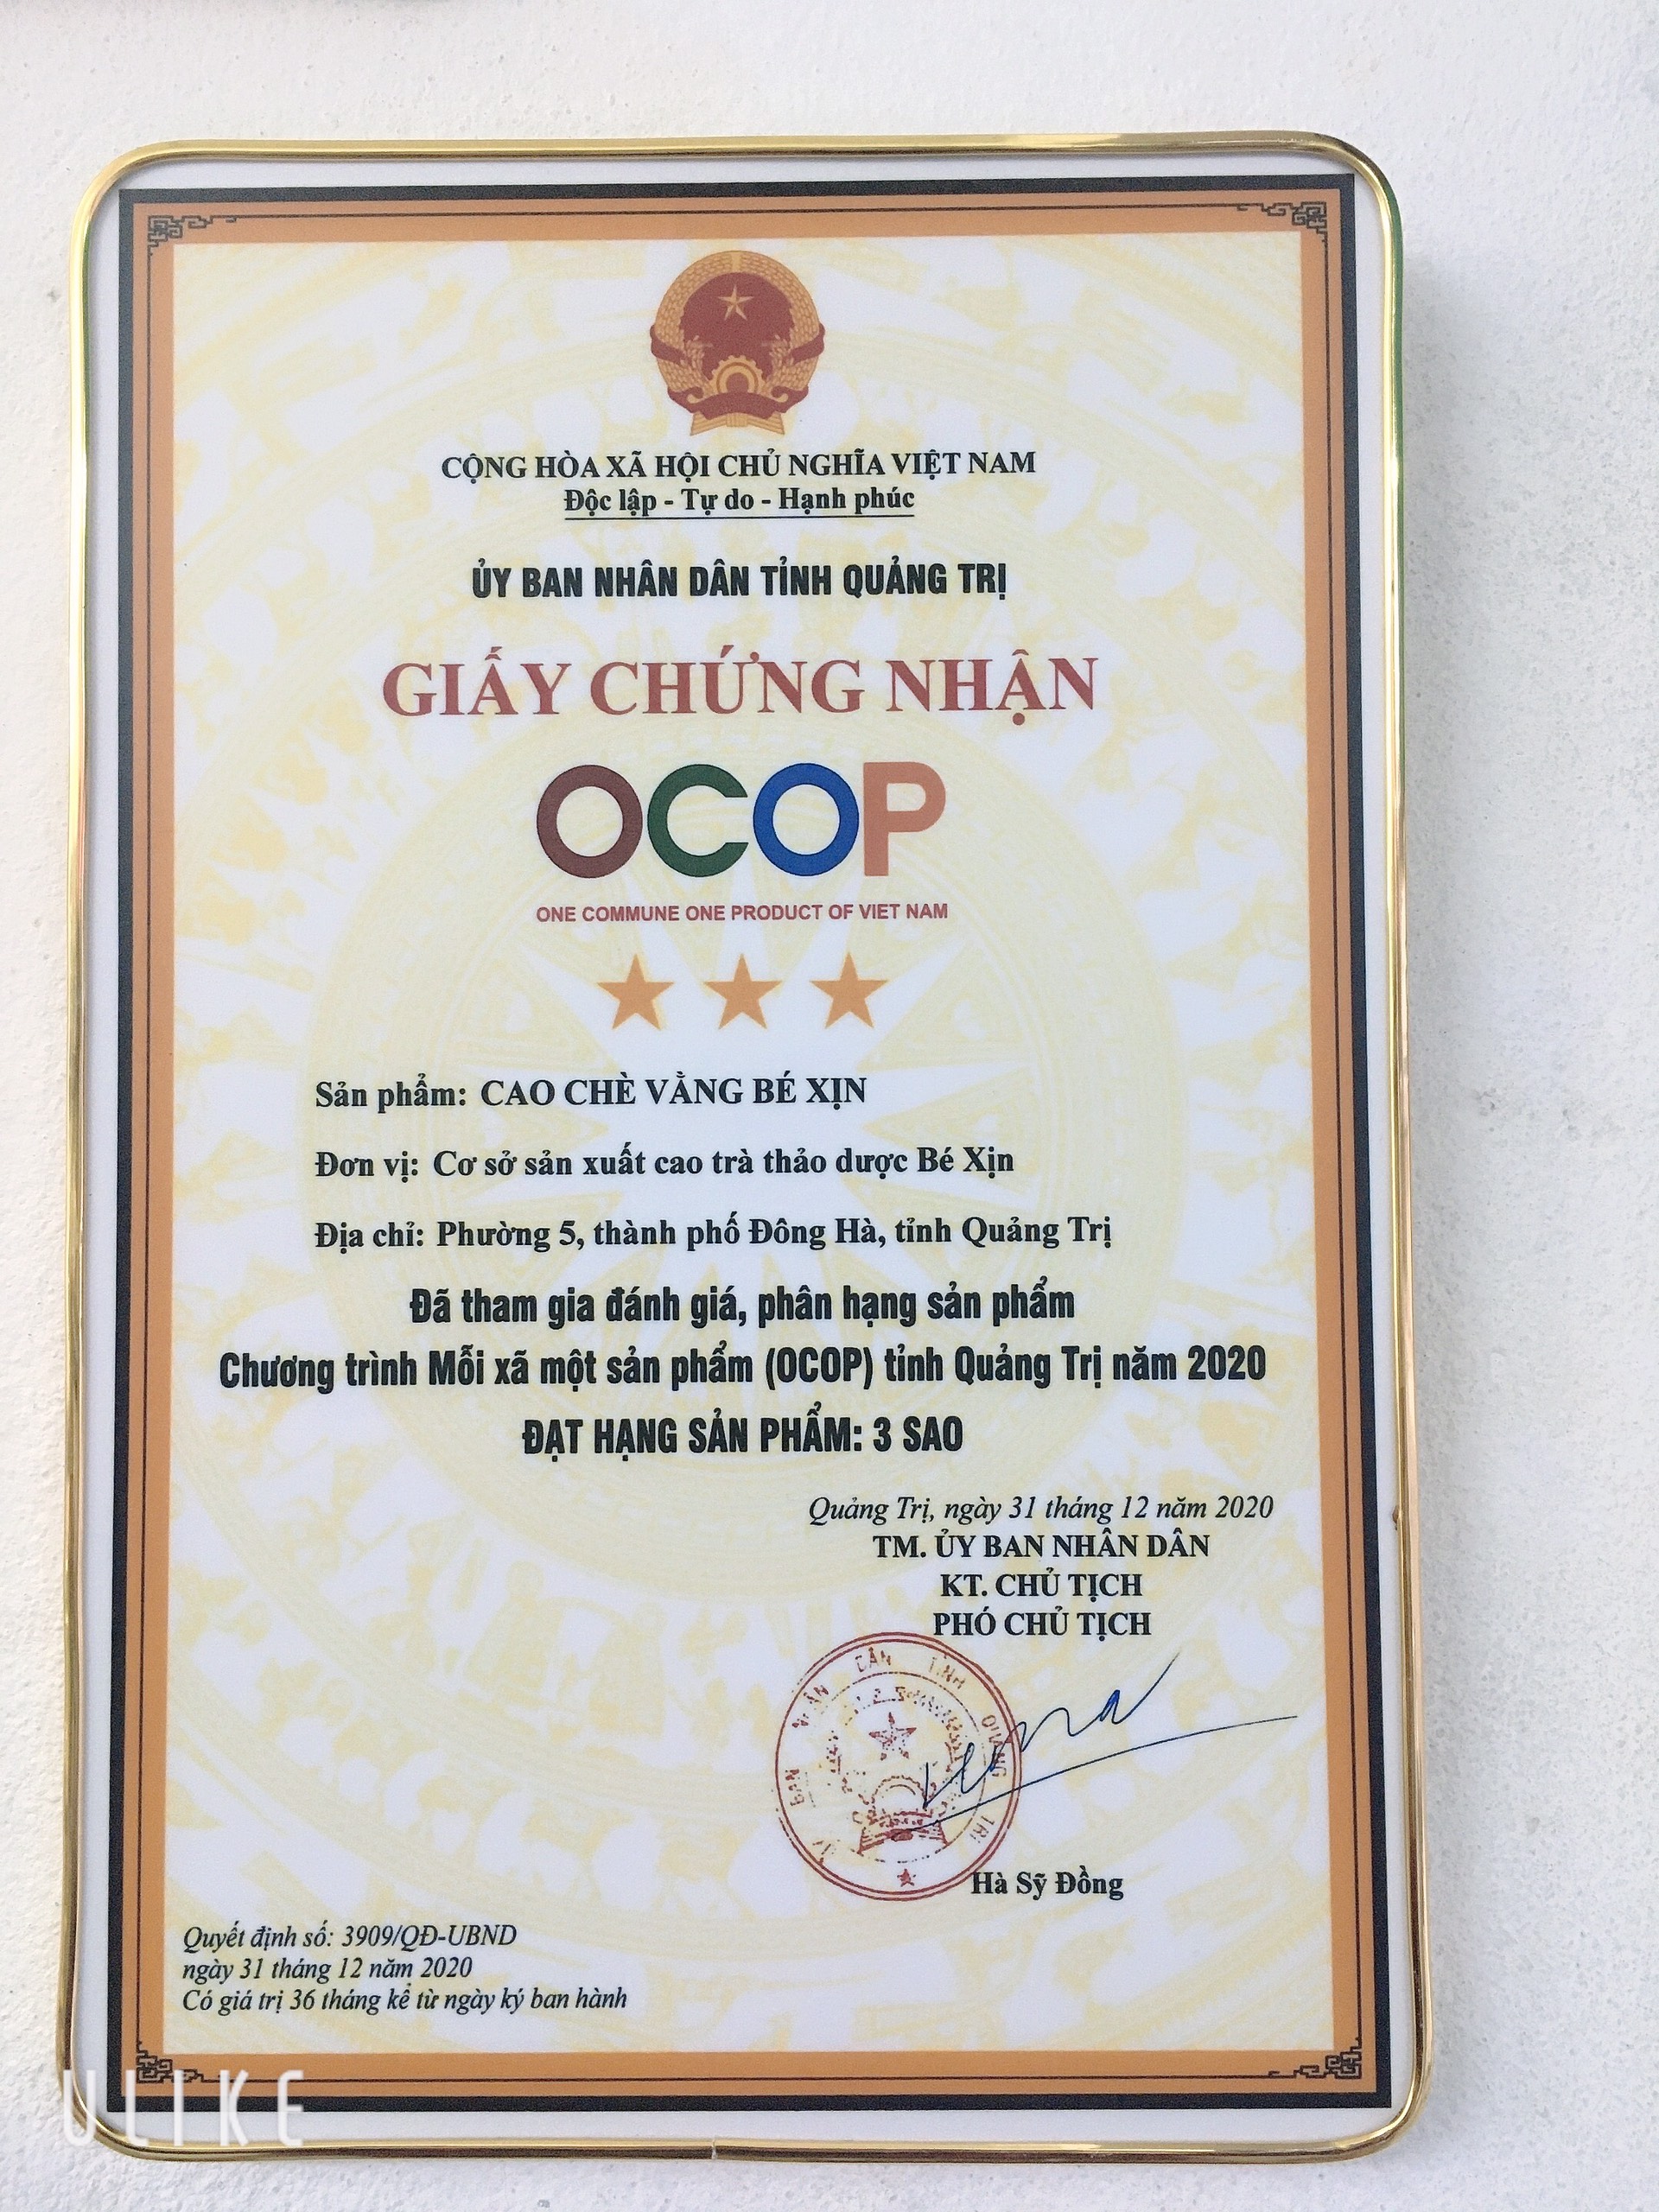 CỘNG HÒA XÃ HỘI CHỦ NGHĨA VIỆT NAM
Độc lập - Tự do - Hạnh phúc
ỦY BAN NHÂN DÂN TỈNH QUẢNG TRỊ
GIẤY CHỨNG NHẬN
OCOP
ONE COMMUNE ONE PRODUCT OF VIET NAM
Sản phẩm: CAO CHÈ VẰNG BÉ XỊN
Đơn vị: Cơ sở sản xuất cao trà thảo dược Bé Xịn
Địa chỉ: Phường 5, thành phố Đông Hà, tỉnh Quảng Trị
Đã tham gia đánh giá, phân hạng sản phẩm
Chương trình Mỗi xã một sản phẩm (OCOP) tỉnh Quảng Trị năm 2020
ĐẠT HẠNG SẢN PHẨM: 3 SAO
Quảng Trị, ngày 31 tháng 12 năm 2020
TM. ỦY BAN NHÂN DÂN
KT. CHỦ TỊCH
PHÓ CHỦ TỊCH
BAN NHÂN DÂN TỈNH QUẢNG TRỊ
Hà Sỹ Đồng
Quyết định số: 3909/QĐ-UBND
ngày 31 tháng 12 năm 2020
Có giá trị 36 tháng kể từ ngày ký ban hành
ULIKE